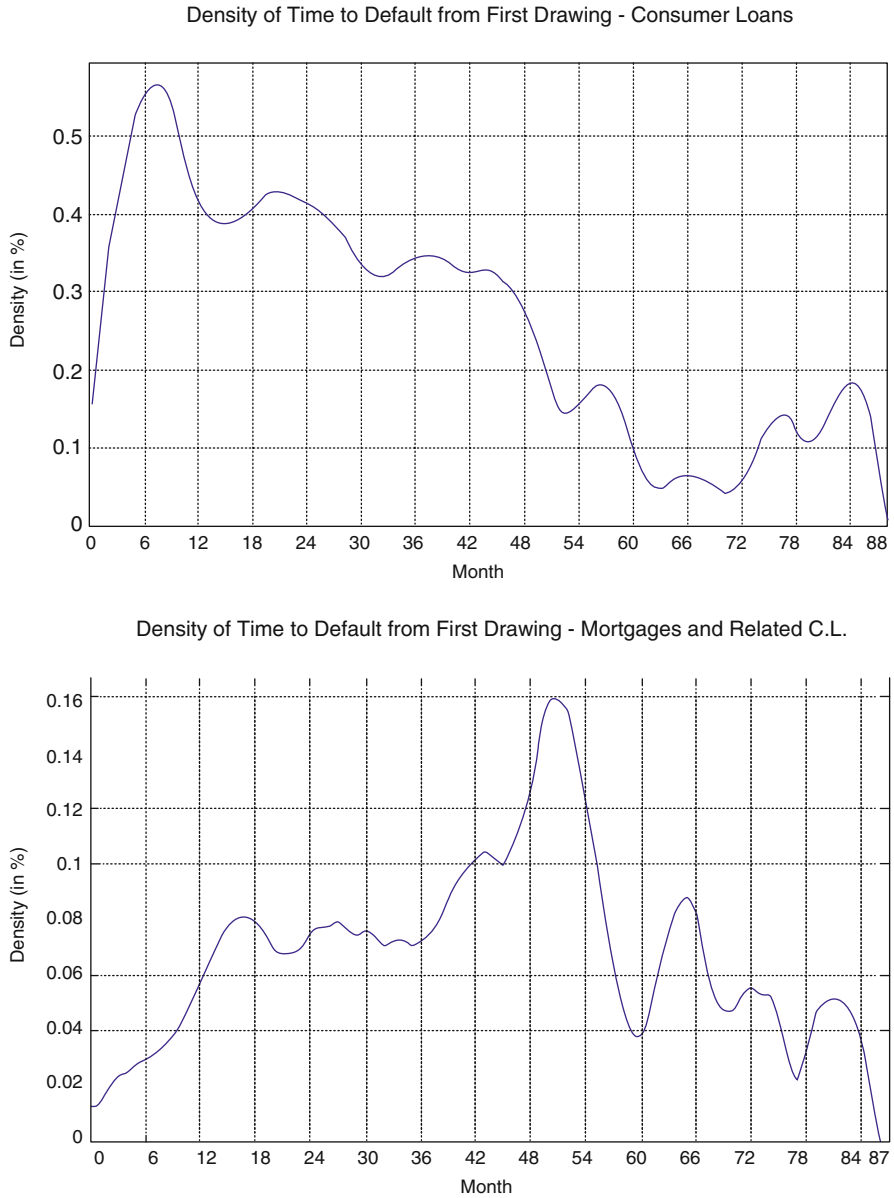 Density of Time to Default from First Drawing - Consumer Loans
0.5
0.4
0.3
0.2
0.1
0
Density (in %)
0 6 12 18 24 30 36 42 48 54 60 66 72 78 84 88
Month
Density of Time to Default from First Drawing - Mortgages and Related C.L.
0.16
0.14
0.12
0.1
0.08
0.06
0.04
0.02
0
Density (in %)
0 6 12 18 24 30 36 42 48 54 60 66 72 78 84 87
Month